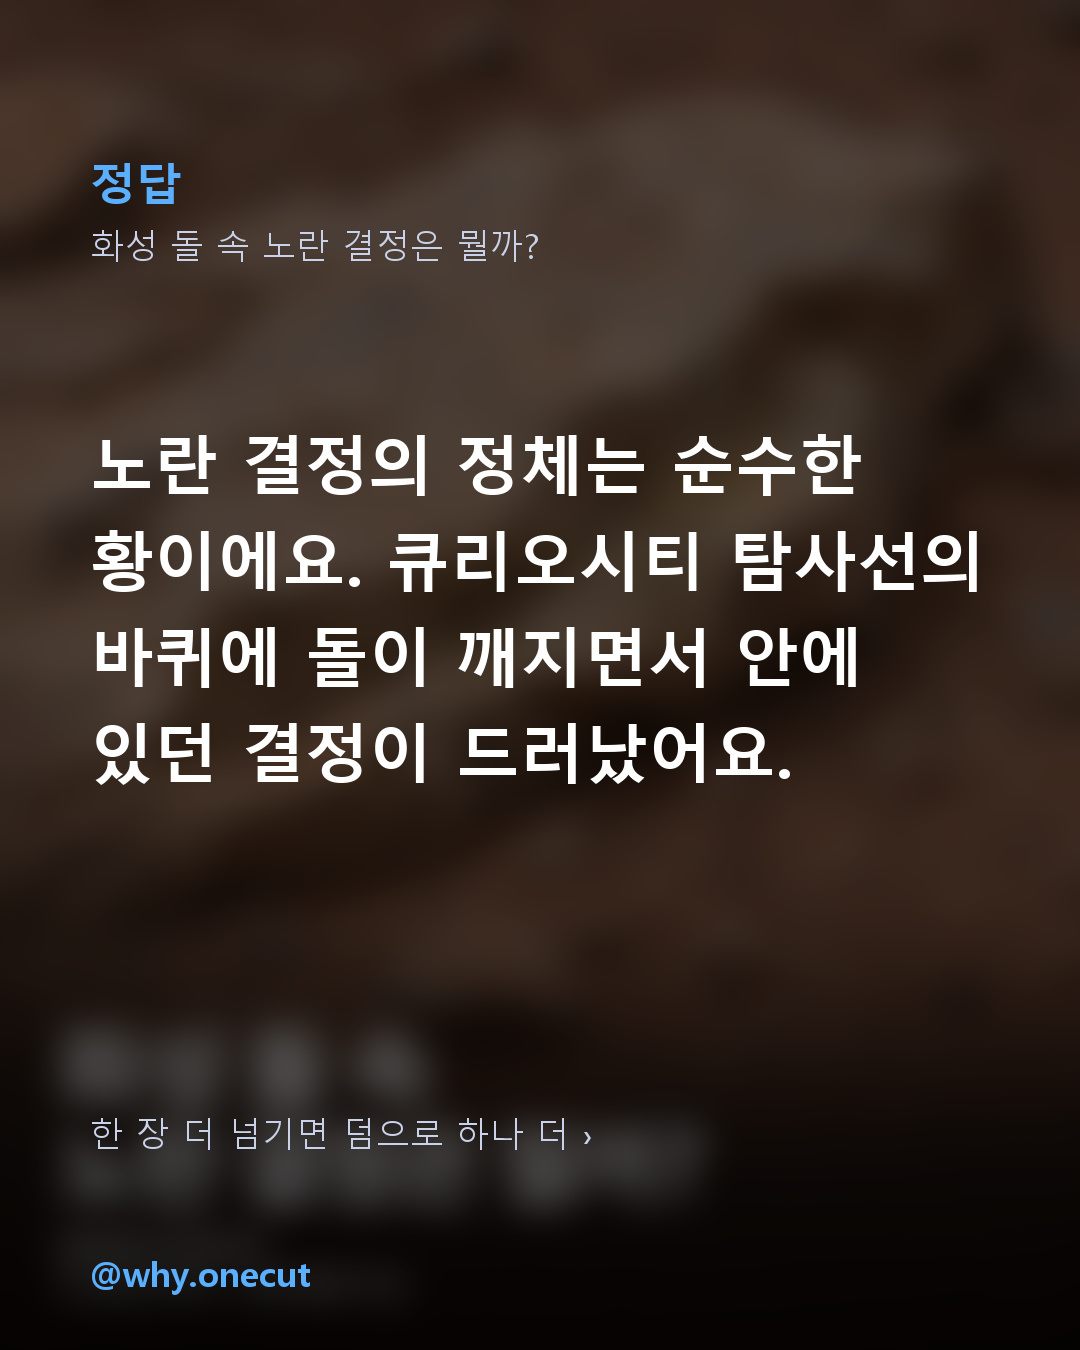 정답
화성 돌 속 노란 결정은 뭘까?
노란 결정의 정체는 순수한
황이에요. 큐리오시티 탐사선의
바퀴에 돌이 깨지면서 안에
있던 결정이 드러났어요.
한 장 더 넘기면 덤으로 하나 더 ›
@why.onecut